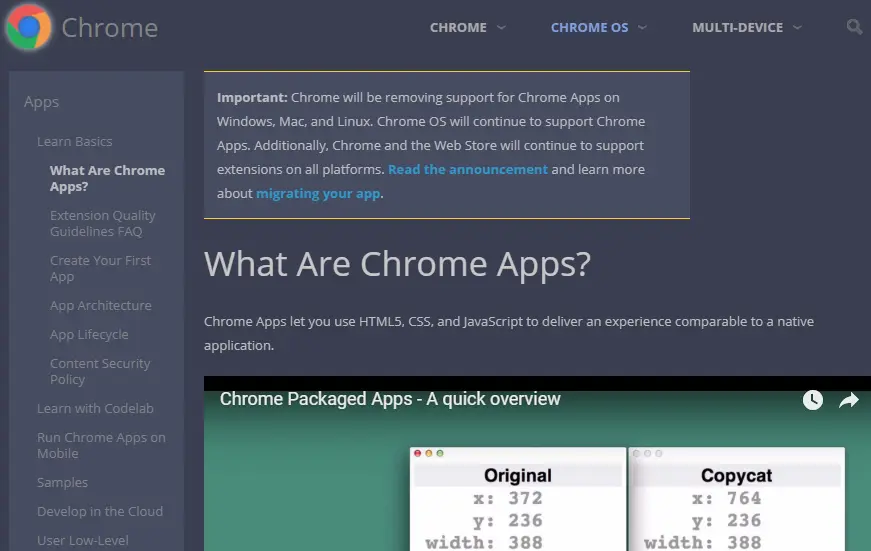 Chrome
CHROME
CHROME OS
MULTI-DEVICE
Apps
Learn Basics
What Are Chrome
Apps?
Extension Quality
Guidelines FAQ
Create Your First
App
App Architecture
App Lifecycle
Content Security
Policy
Learn with Codelab
Run Chrome Apps on
Mobile
Samples
Develop in the Cloud
User Low-Level
Important: Chrome will be removing support for Chrome Apps on
Windows, Mac, and Linux. Chrome OS will continue to support Chrome
Apps. Additionally, Chrome and the Web Store will continue to support
extensions on all platforms. Read the announcement and learn more
about migrating your app.
What Are Chrome Apps?
Chrome Apps let you use HTML5, CSS, and JavaScript to deliver an experience comparable to a native
application.
Chrome Packaged Apps - A quick overview
Original
x: 372
y: 236
width: 388
Copycat
x: 764
y: 236
width: 388